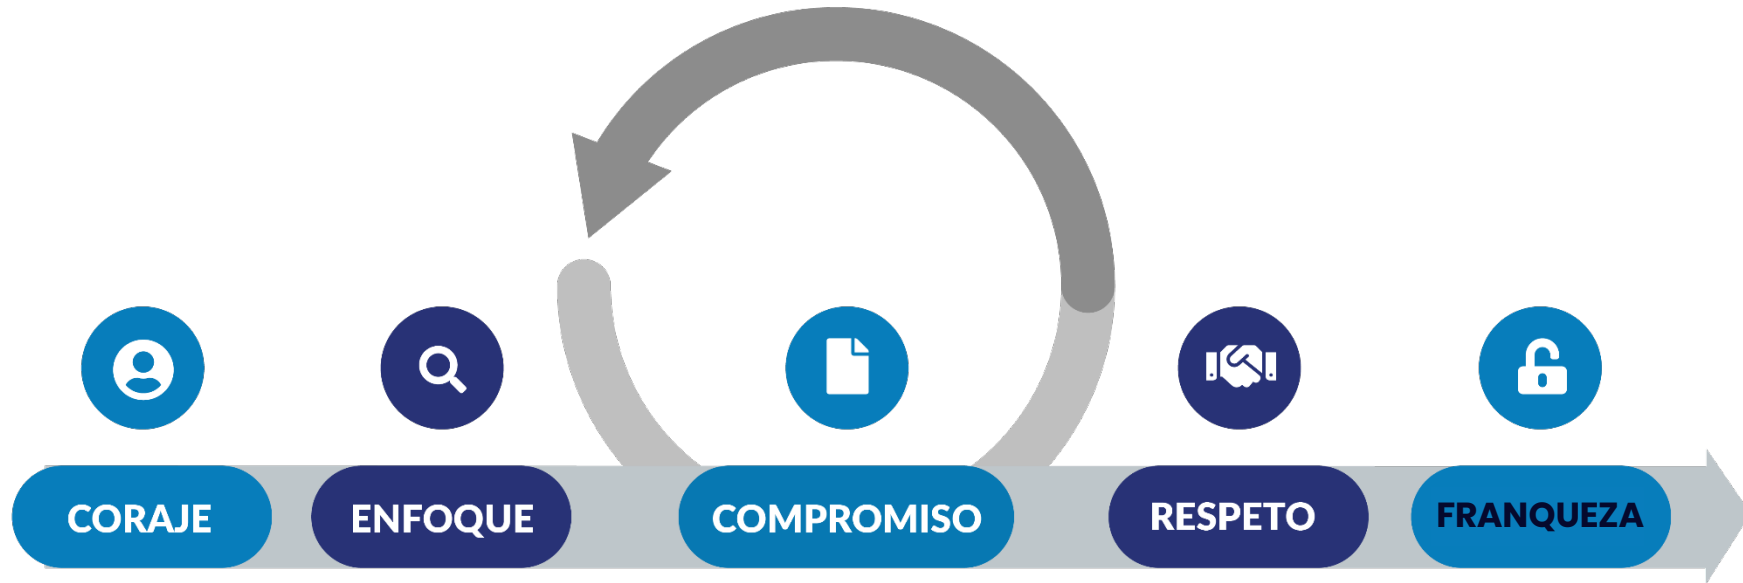 CORAJE
ENFOQUE
COMPROMISO
RESPETO
FRANQUEZA